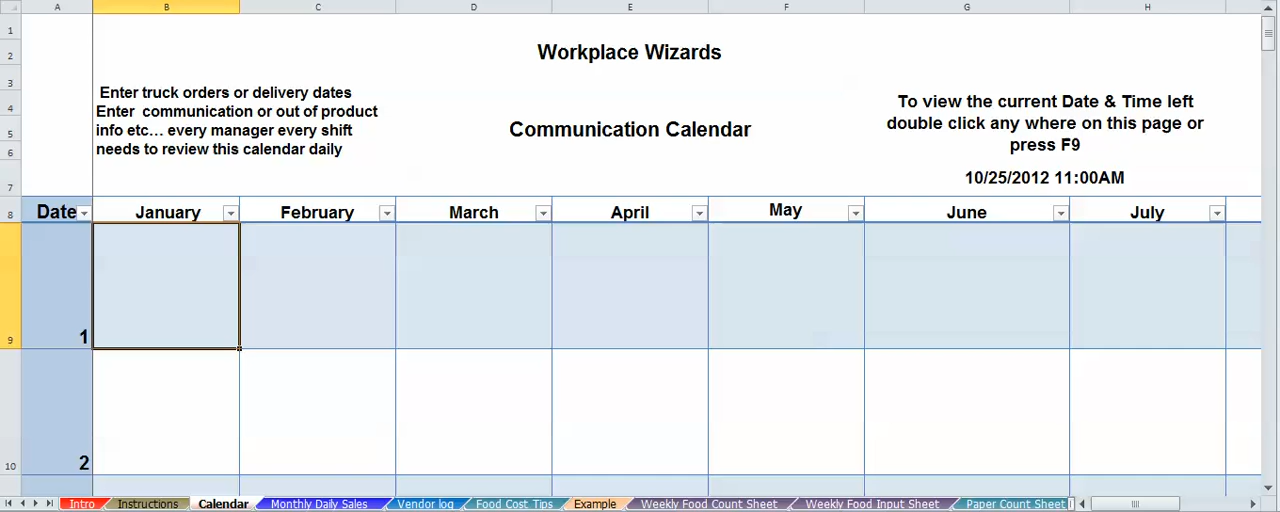 A B C D E F G H
1
2 Workplace Wizards
3
Enter truck orders or delivery dates
Enter communication or out of product
info etc... every manager every shift
needs to review this calendar daily
4
5 Communication Calendar
6
To view the current Date & Time left
double click any where on this page or
press F9
7 10/25/2012 11:00AM
8 Date January February March April May June July
9 1
10 2
Intro Instructions Calendar Monthly Daily Sales Vendor log Food Cost Tips Example Weekly Food Count Sheet Weekly Food Input Sheet Paper Count Sheet